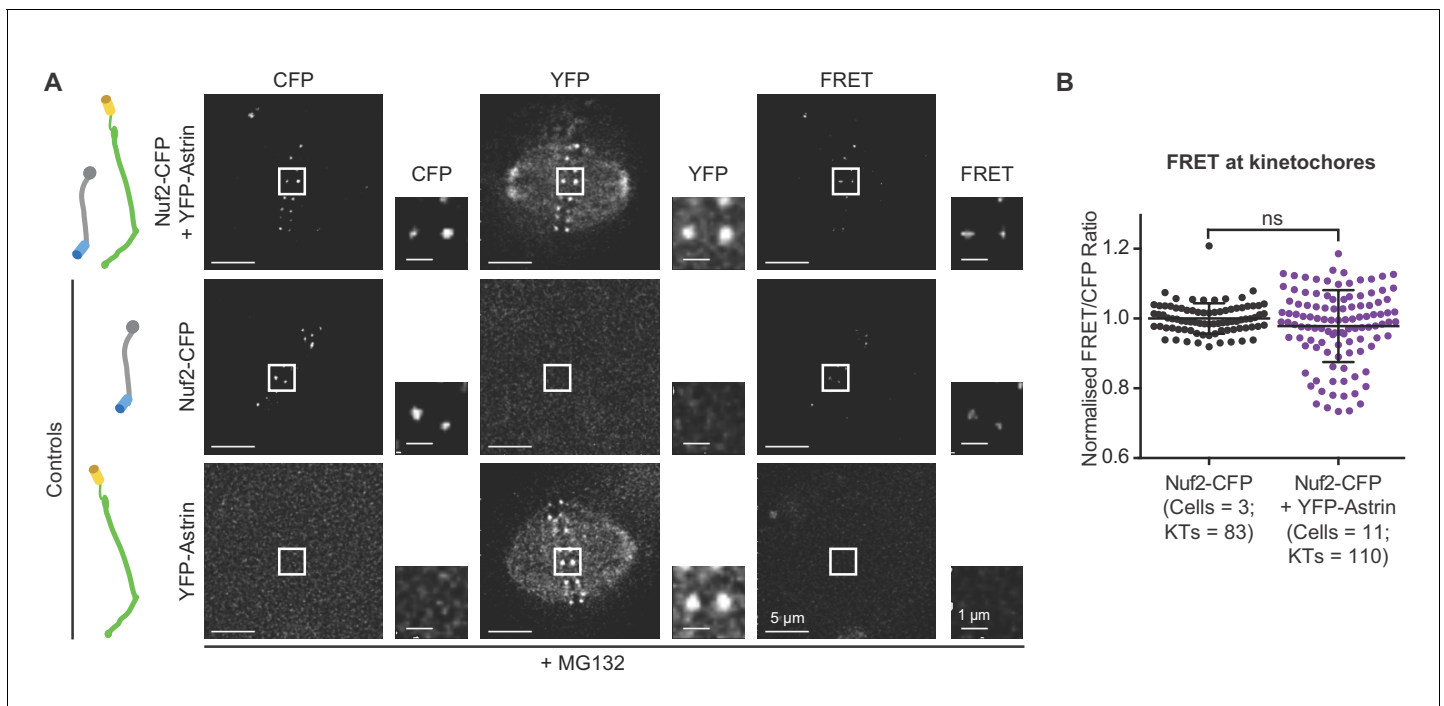 A
CFP
YFP
FRET
Nuf2-CFP
+ YFP-Astrin
CFP
YFP
FRET
Controls
Nuf2-CFP
YFP-Astrin
5 µm
1 µm
+ MG132
B
FRET at kinetochores
ns
Normalised FRET/CFP Ratio
1.2
1.0
0.8
0.6
Nuf2-CFP
(Cells = 3;
KTs = 83)
Nuf2-CFP
+ YFP-Astrin
(Cells = 11;
KTs = 110)